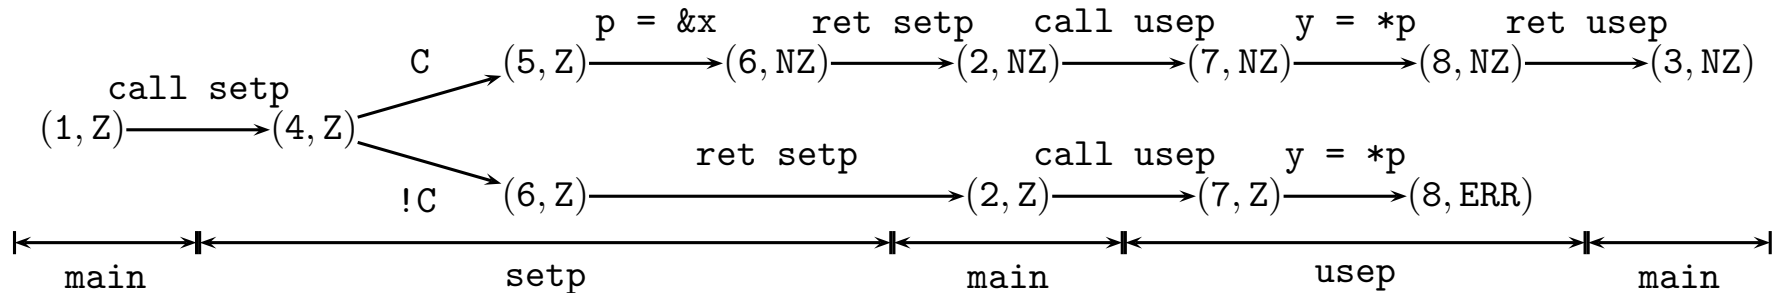 p = &x ret setp call usep y = *p ret usep
C (5, Z) (6, NZ) (2, NZ) (7, NZ) (8, NZ) (3, NZ)
call setp
(1, Z) (4, Z)
ret setp call usep y = *p
!C (6, Z) (2, Z) (7, Z) (8, ERR)
main setp main usep main